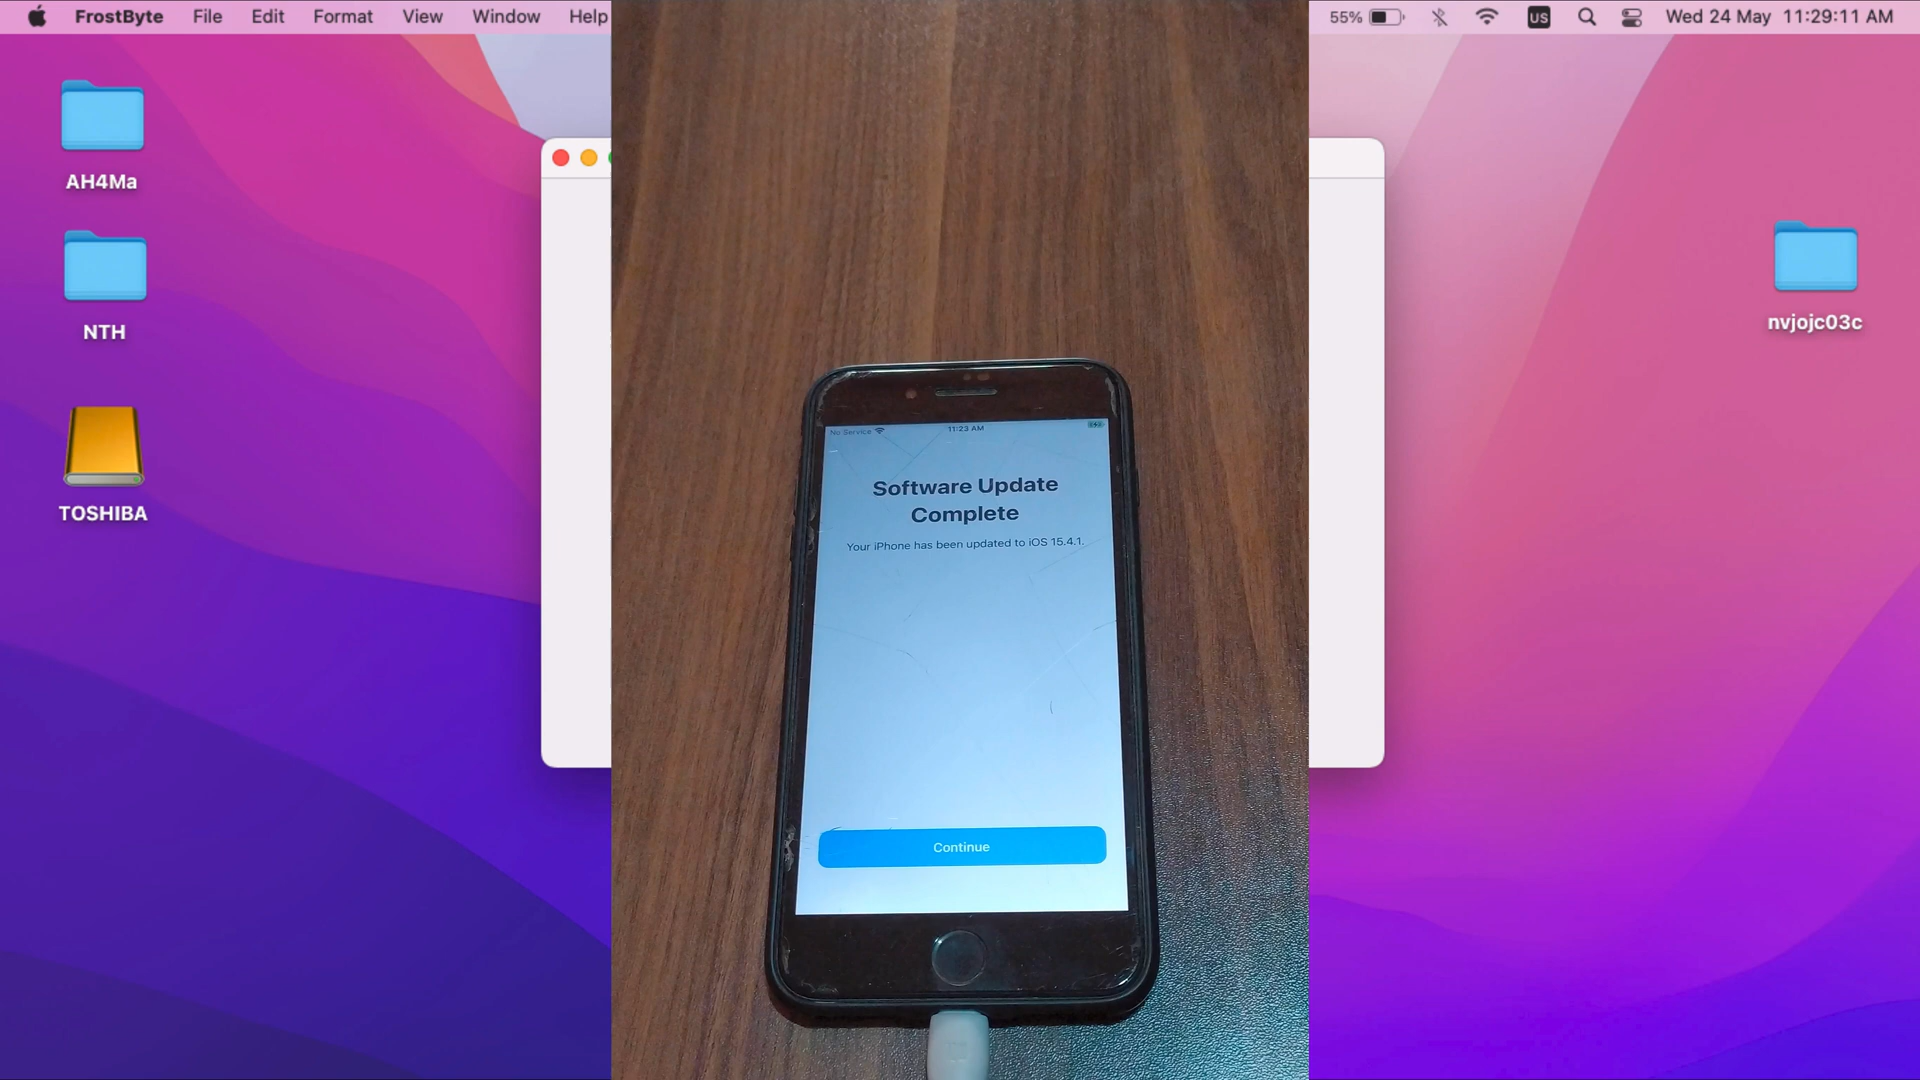 FrostByte File Edit Format View Window Help
55% US Wed 24 May 11:29:11 AM
AH4Ma
NTH
TOSHIBA
nvjojc03c
No Service 11:23 AM
Software Update
Complete
Your iPhone has been updated to iOS 15.4.1.
Continue